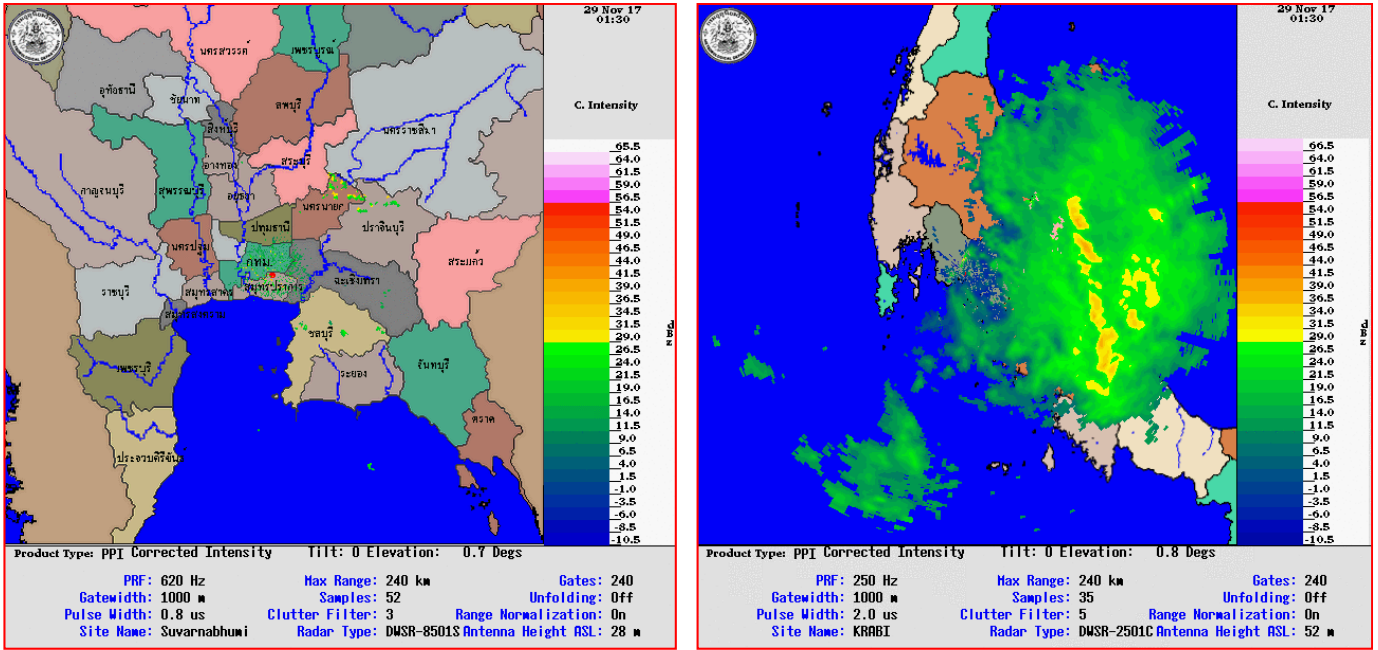 29 Nov 17
01:30
C. Intensity
65.5
64.0
61.5
59.0
56.5
54.0
51.5
49.0
46.5
44.0
41.5
39.0
36.5
34.0
31.5
29.0
26.5
24.0
21.5
19.0
16.5
14.0
11.5
9.0
6.5
4.0
1.5
-1.0
-3.5
-6.0
-8.5
-10.5
นครสวรรค์
เพชรบูรณ์
อุทัยธานี
ชัยนาท
ลพบุรี
สิงห์บุรี
นครราชสีมา
อ่างทอง
สระบุรี
กาญจนบุรี
สุพรรณบุรี
อยุธยา
นครนายก
ปราจีนบุรี
ปทุมธานี
นครปฐม
กทม.
สระแก้ว
ราชบุรี
สมุทรสาคร
สมุทรปราการ
ฉะเชิงเทรา
สมุทรสงคราม
ชลบุรี
เพชรบุรี
ระยอง
จันทบุรี
ตราด
ประจวบคีรีขันธ์
Product Type: PPI Corrected Intensity Tilt: 0 Elevation: 0.7 Degs
PRF: 620 Hz Max Range: 240 km Gates: 240
Gatewidth: 1000 m Samples: 52 Unfolding: Off
Pulse Width: 0.8 us Clutter Filter: 3 Range Normalization: On
Site Name: Suvarnabhumi Radar Type: DWSR-8501S Antenna Height ASL: 28 m
29 Nov 17
01:30
C. Intensity
66.5
64.0
61.5
59.0
56.5
54.0
51.5
49.0
46.5
44.0
41.5
39.0
36.5
34.0
31.5
29.0
26.5
24.0
21.5
19.0
16.5
14.0
11.5
9.0
6.5
4.0
1.5
-1.0
-3.5
-6.0
-8.5
-10.5
Product Type: PPI Corrected Intensity Tilt: 0 Elevation: 0.8 Degs
PRF: 250 Hz Max Range: 240 km Gates: 240
Gatewidth: 1000 m Samples: 35 Unfolding: Off
Pulse Width: 2.0 us Clutter Filter: 5 Range Normalization: On
Site Name: KRABI Radar Type: DWSR-2501C Antenna Height ASL: 52 m